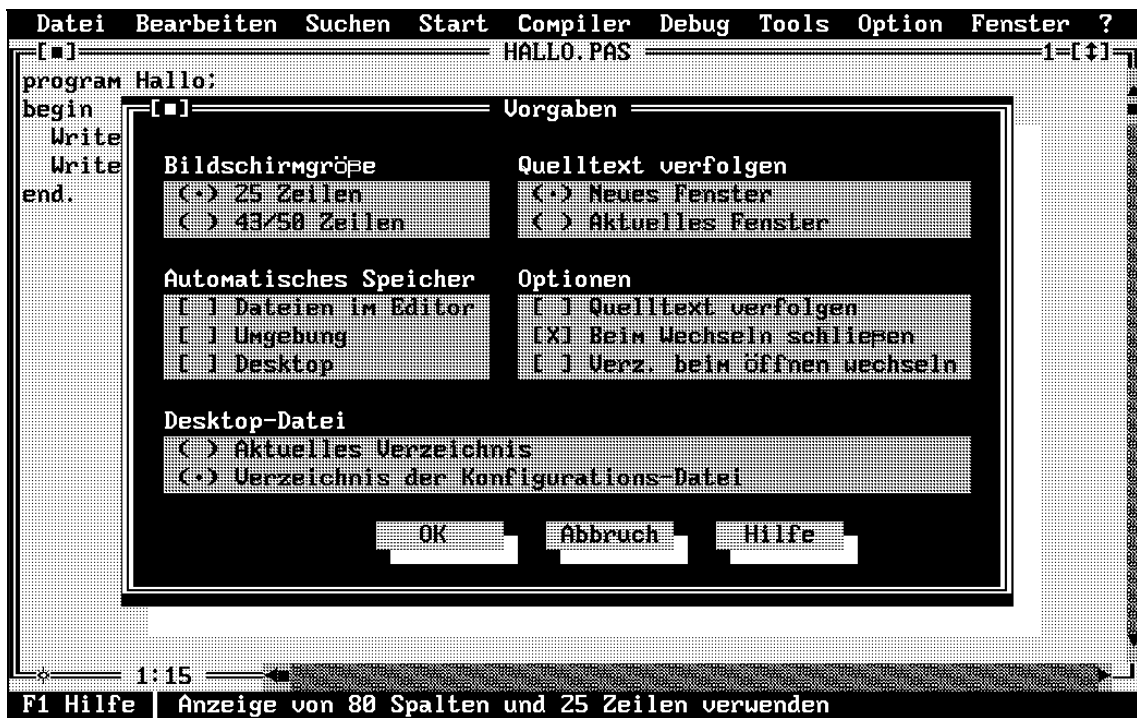 Datei Bearbeiten Suchen Start Compiler Debug Tools Option Fenster ?
[■] HALLO.PAS 1=[↕]
program Hallo;
begin
Write
Write
end.
[■] Vorgaben
Bildschirmgröße Quelltext verfolgen
(•) 25 Zeilen (•) Neues Fenster
( ) 43/50 Zeilen ( ) Aktuelles Fenster
Automatisches Speicher Optionen
[ ] Dateien im Editor [ ] Quelltext verfolgen
[ ] Umgebung [X] Beim Wechseln schließen
[ ] Desktop [ ] Verz. beim öffnen wechseln
Desktop-Datei
( ) Aktuelles Verzeichnis
(•) Verzeichnis der Konfigurations-Datei
OK Abbruch Hilfe
1:15
F1 Hilfe | Anzeige von 80 Spalten und 25 Zeilen verwenden